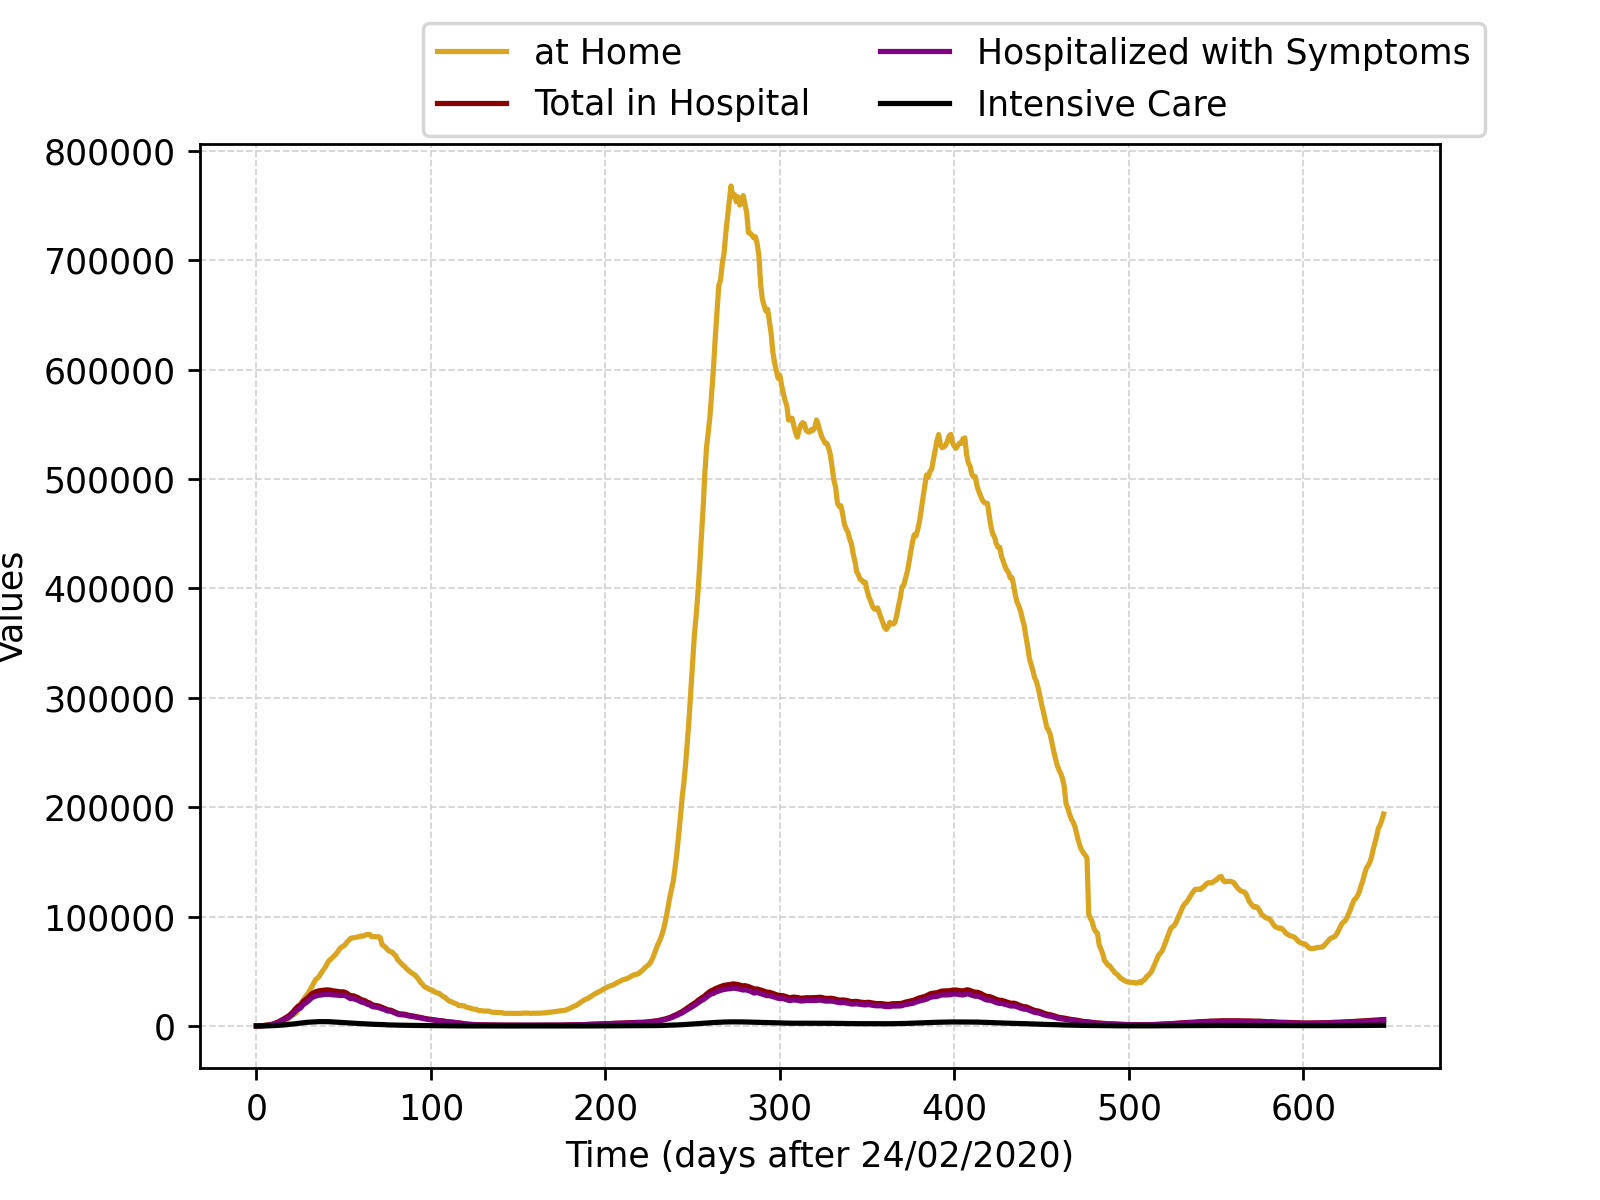 at Home
Hospitalized with Symptoms
Total in Hospital
Intensive Care
800000
700000
600000
500000
400000
300000
200000
100000
0
Values
0 100 200 300 400 500 600
Time (days after 24/02/2020)